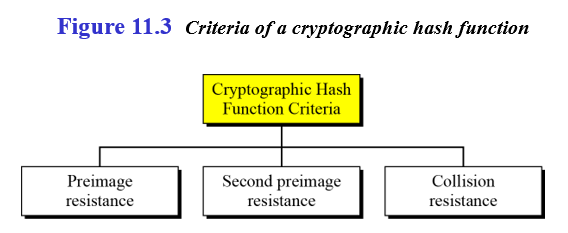 Figure 11.3 Criteria of a cryptographic hash function
Cryptographic Hash
Function Criteria
Preimage
resistance
Second preimage
resistance
Collision
resistance